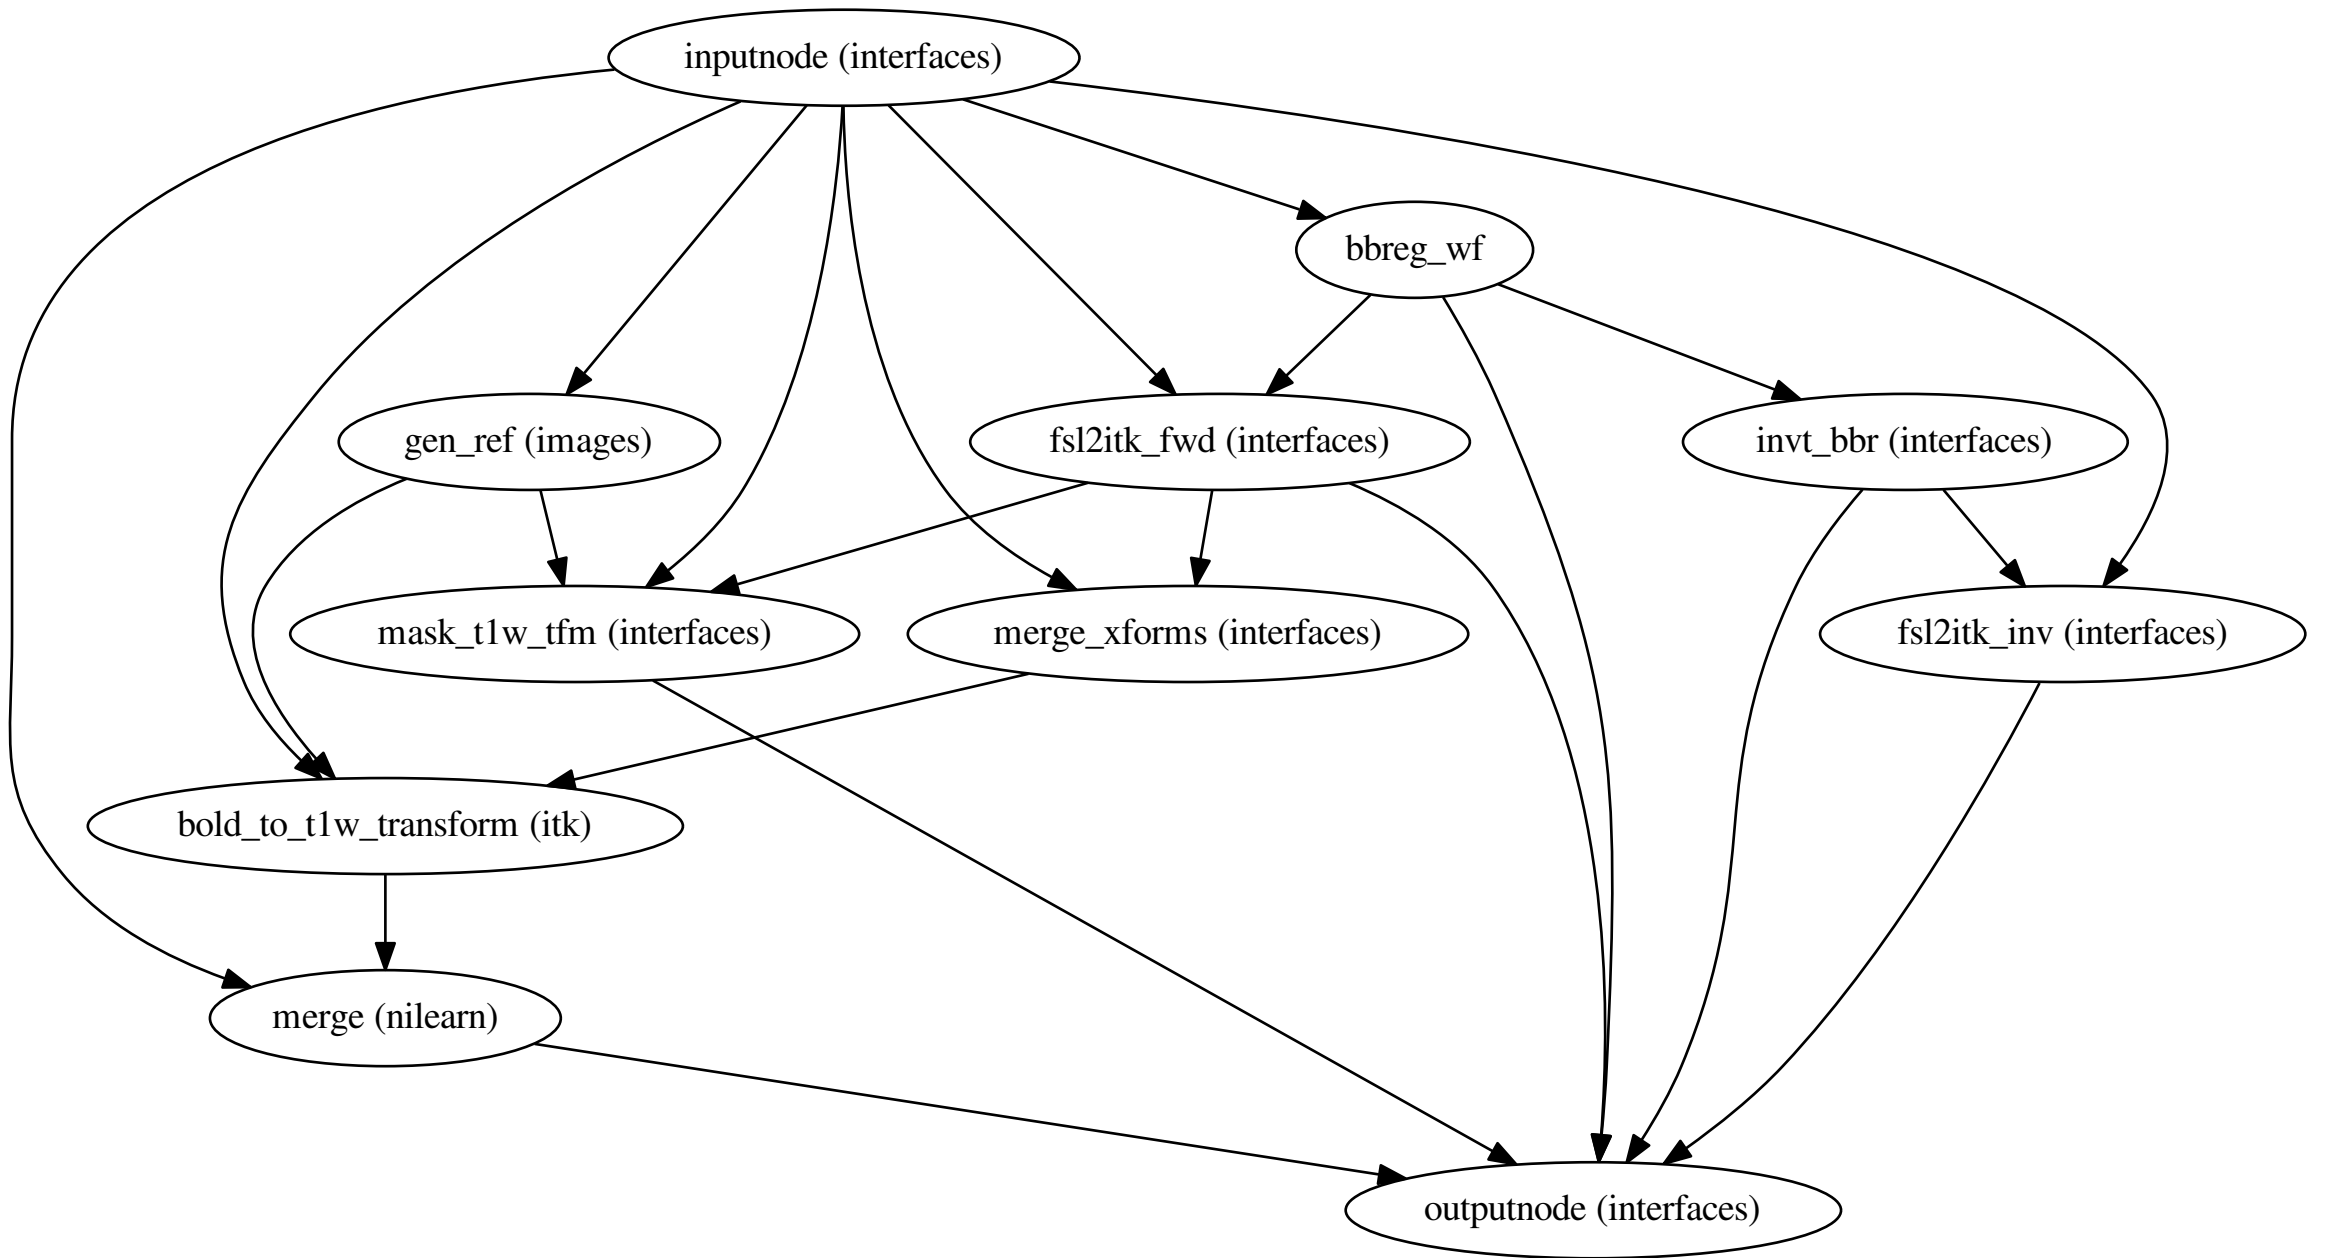 inputnode (interfaces)
bbreg_wf
gen_ref (images)
fsl2itk_fwd (interfaces)
invt_bbr (interfaces)
mask_t1w_tfm (interfaces)
merge_xforms (interfaces)
fsl2itk_inv (interfaces)
bold_to_t1w_transform (itk)
merge (nilearn)
outputnode (interfaces)